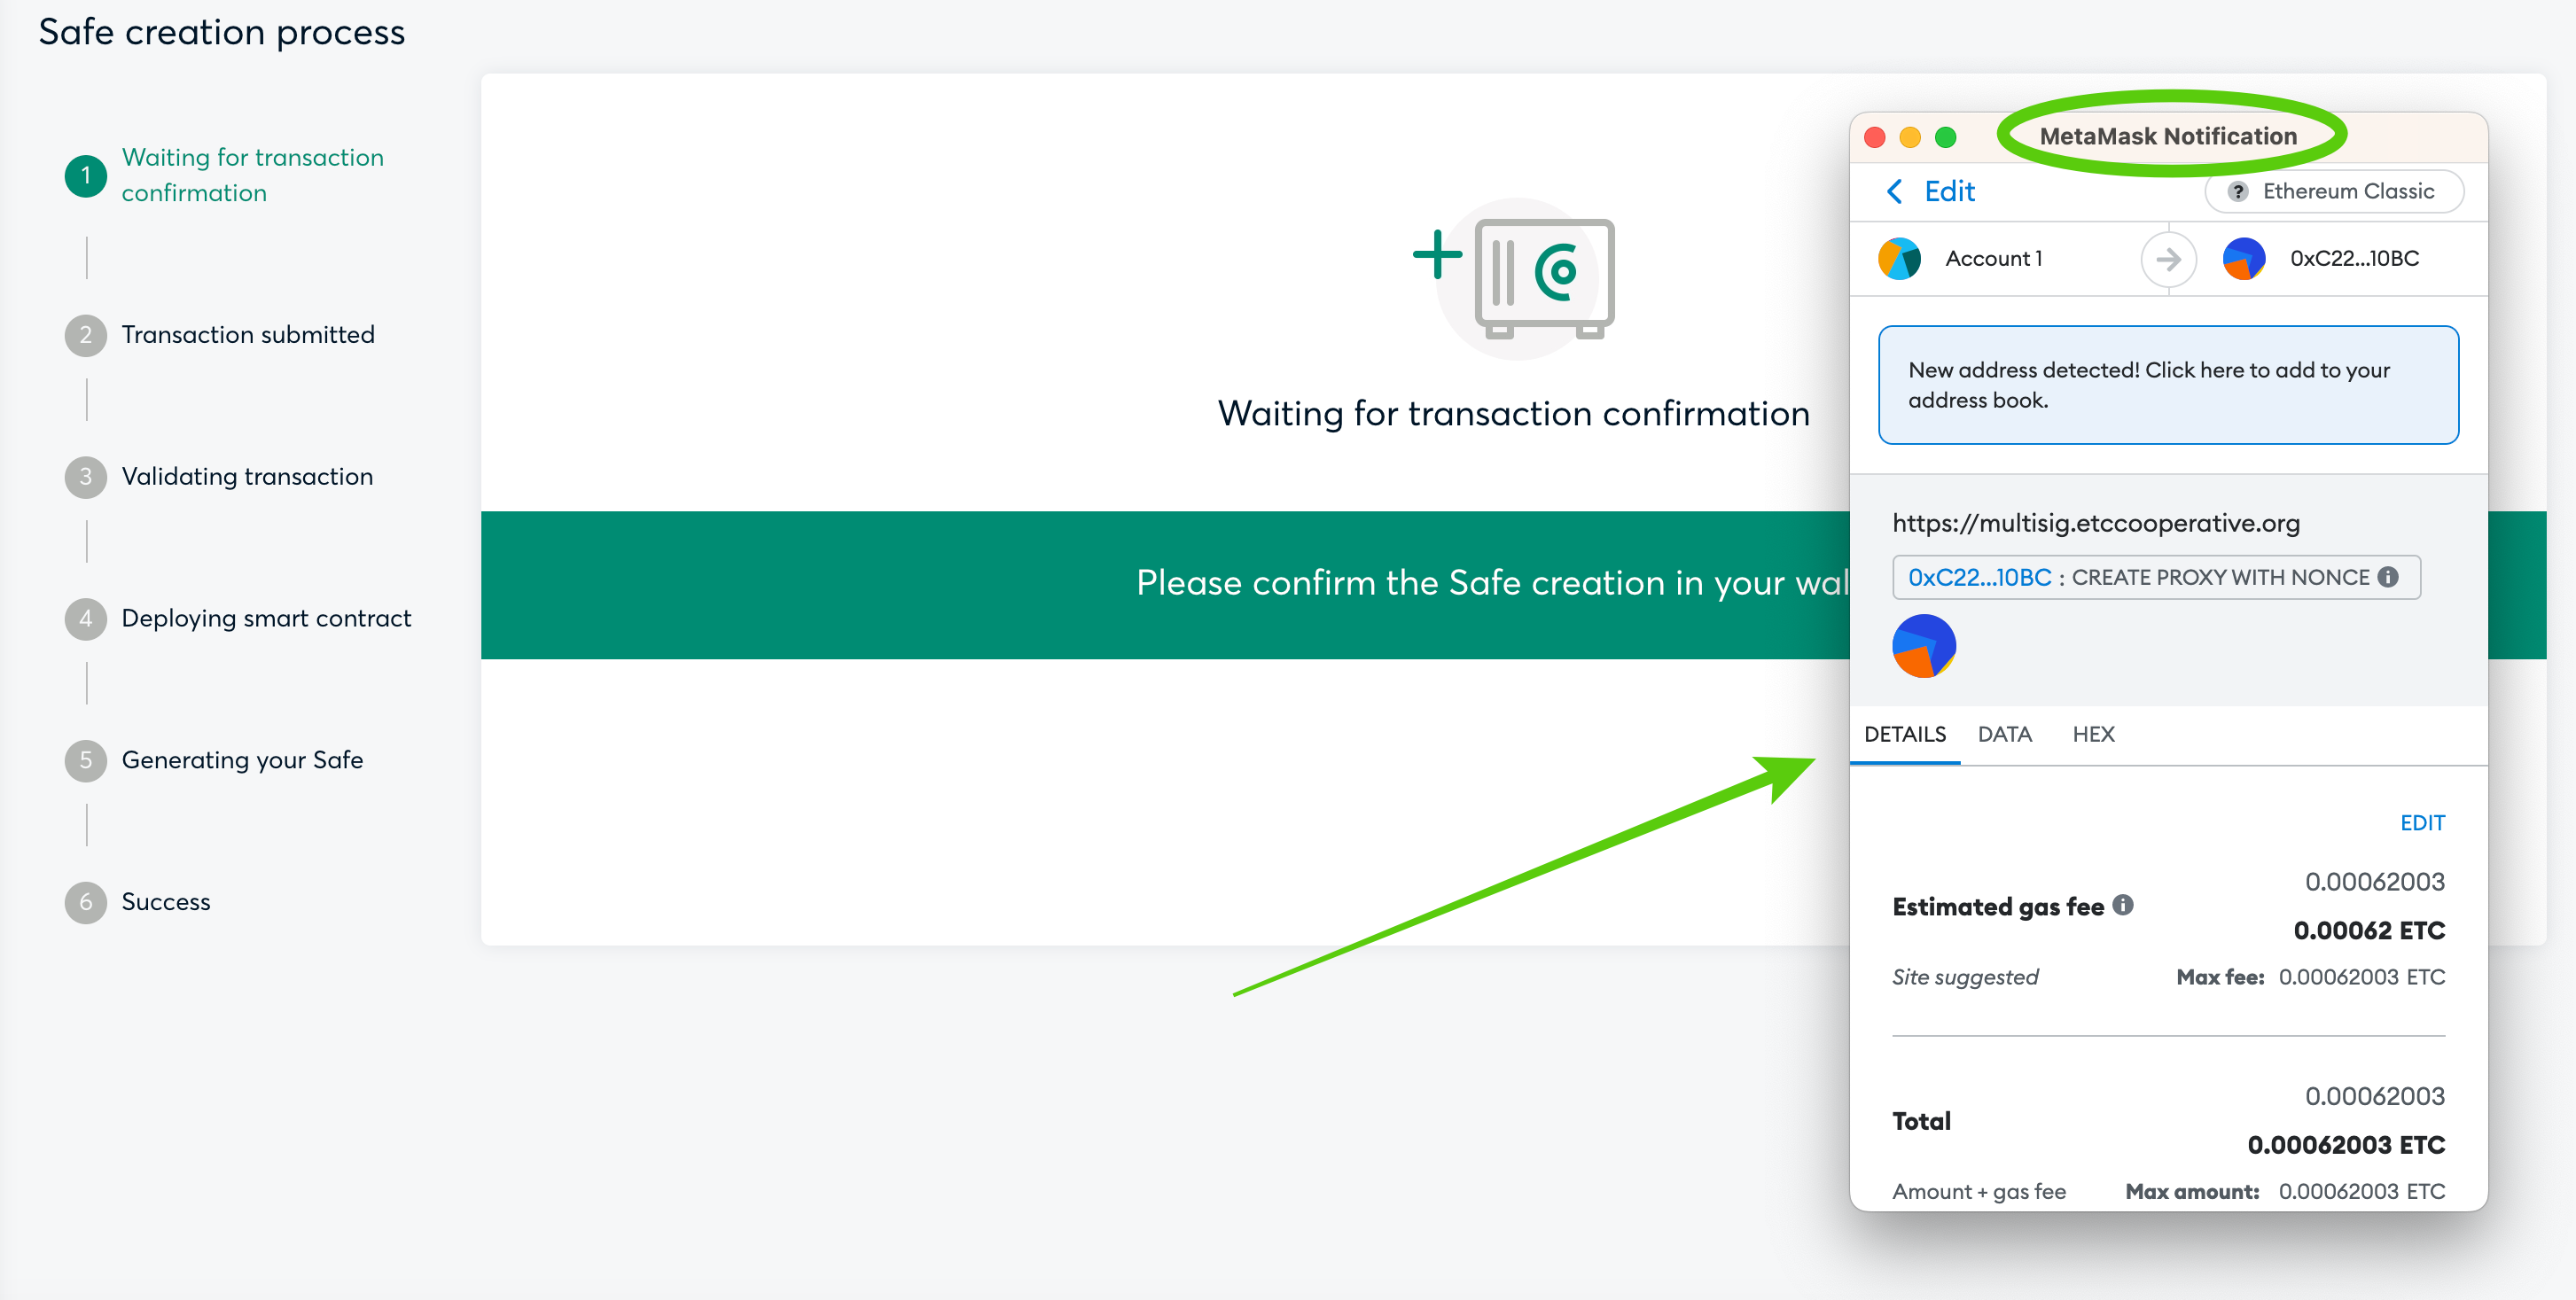 Safe creation process
1
Waiting for transaction
confirmation
2
Transaction submitted
3
Validating transaction
4
Deploying smart contract
5
Generating your Safe
6
Success
Waiting for transaction confirmation
Please confirm the Safe creation in your wal
MetaMask Notification
Edit
? Ethereum Classic
Account 1
0xC22...10BC
New address detected! Click here to add to your
address book.
https://multisig.etccooperative.org
0xC22...10BC : CREATE PROXY WITH NONCE
DETAILS DATA HEX
EDIT
0.00062003
Estimated gas fee
0.00062 ETC
Site suggested Max fee: 0.00062003 ETC
0.00062003
Total
0.00062003 ETC
Amount + gas fee Max amount: 0.00062003 ETC